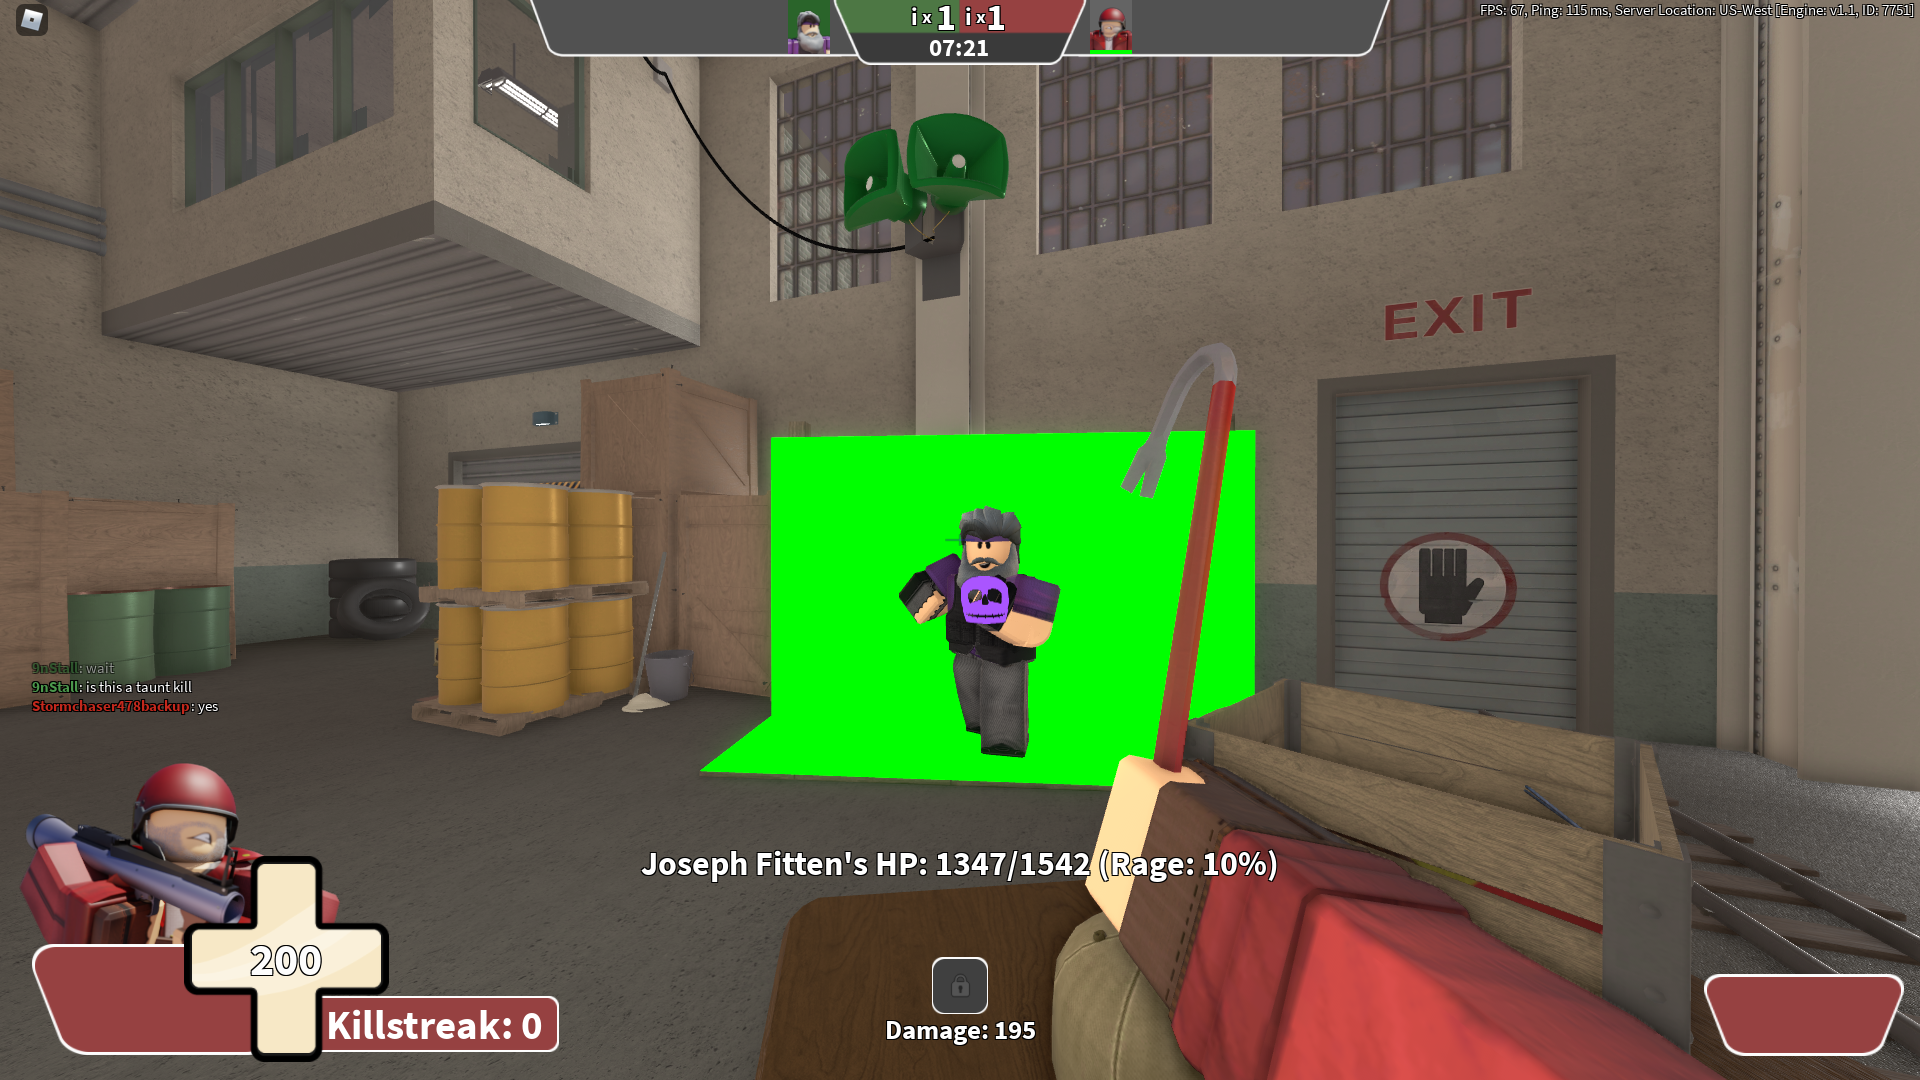 FPS: 67, Ping: 115 ms, Server Location: US-West [Engine: v1.1, ID: 7751]
i x 1 i x 1
07:21
EXIT
9nStall: wait
9nStall: is this a taunt kill
Stormchaser478backup: yes
Joseph Fitten's HP: 1347/1542 (Rage: 10%)
200
Killstreak: 0
Damage: 195